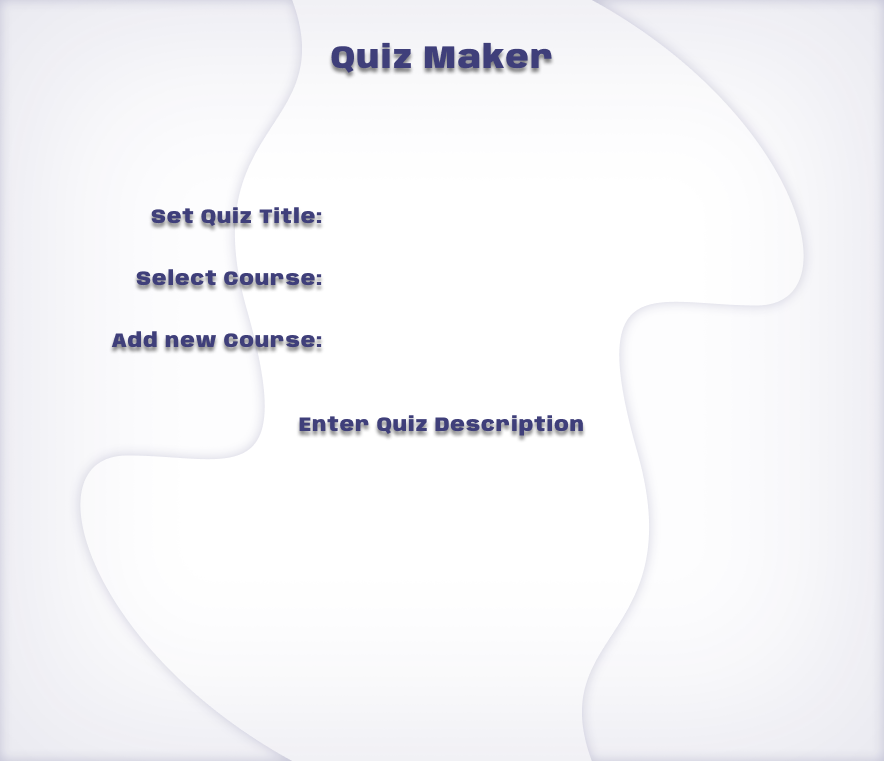 Quiz Maker
Set Quiz Title:
Select Course:
Add new Course:
Enter Quiz Description